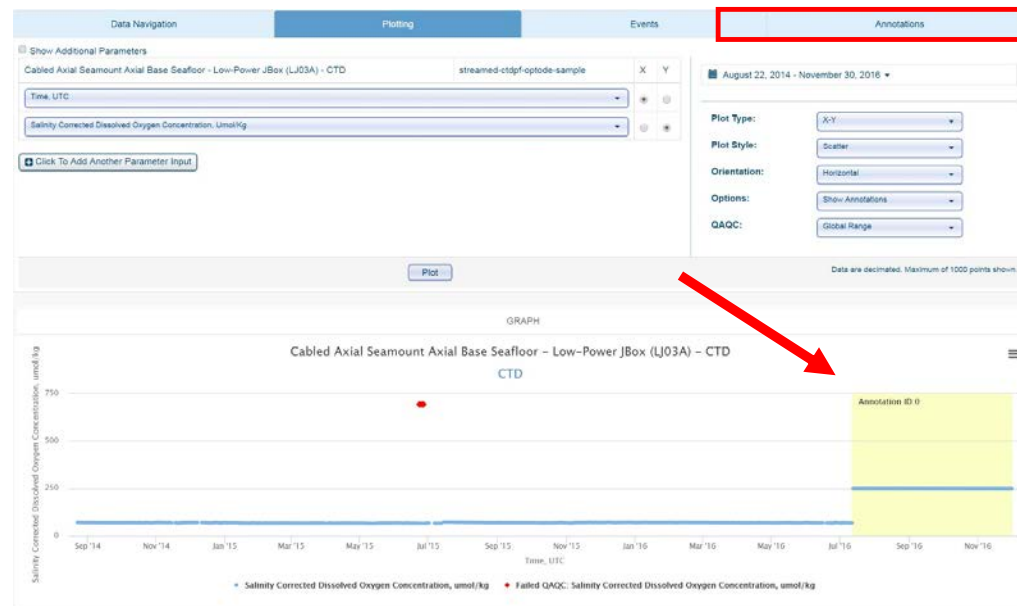 Data Navigation Plotting Events Annotations
Show Additional Parameters
Cabled Axial Seamount Axial Base Seafloor - Low-Power JBox (LJ03A) - CTD streamed-ctdpf-optode-sample X Y
August 22, 2014 - November 30, 2016
Time, UTC
Salinity Corrected Dissolved Oxygen Concentration, Umol/Kg
Click To Add Another Parameter Input
Plot Type: X-Y
Plot Style: Scatter
Orientation: Horizontal
Options: Show Annotations
QAQC: Global Range
Plot
Data are decimated. Maximum of 1000 points shown.
GRAPH
Cabled Axial Seamount Axial Base Seafloor - Low-Power JBox (LJ03A) - CTD
CTD
Salinity Corrected Dissolved Oxygen Concentration, umol/kg
750
500
250
0
Annotation ID:0
Sep '14 Nov '14 Jan '15 Mar '15 May '15 Jul '15 Sep '15 Nov '15 Jan '16 Mar '16 May '16 Jul '16 Sep '16 Nov '16
Time, UTC
Salinity Corrected Dissolved Oxygen Concentration, umol/kg Failed QAQC: Salinity Corrected Dissolved Oxygen Concentration, umol/kg